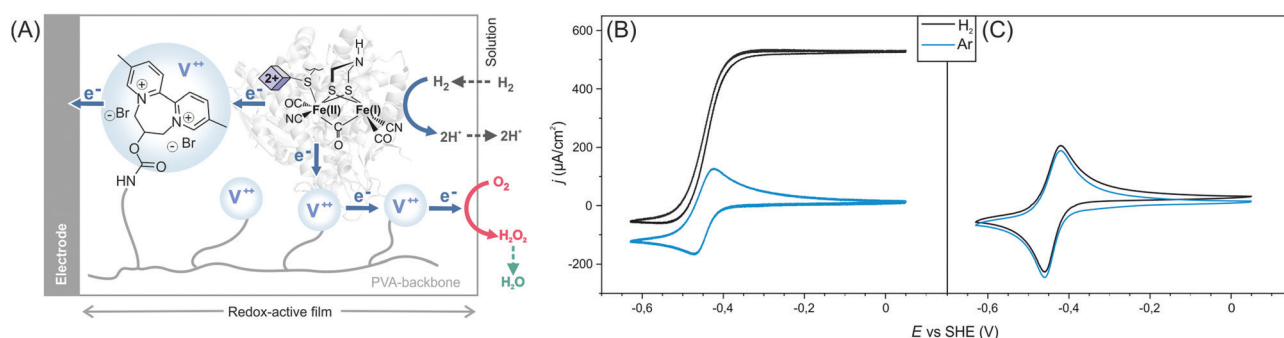 (A)
V‡‡
e-
e-
N+
N+
⊖Br
⊖
Br
O
O
HN
2+
S
H
N
S
S
OC
NC
Fe(II)
Fe(I)
C
O
CN
CO
H₂
H₂
2H⁺
2H⁺
Solution
e-
V‡‡
V‡‡
e-
V‡‡
e-
O₂
H₂O₂
H₂O
PVA-backbone
Electrode
Redox-active film
(B)
H₂
Ar
(C)
j (µA/cm²)
600
400
200
0
-200
-0,6
-0,4
-0,2
0
-0,6
-0,4
-0,2
0
E vs SHE (V)